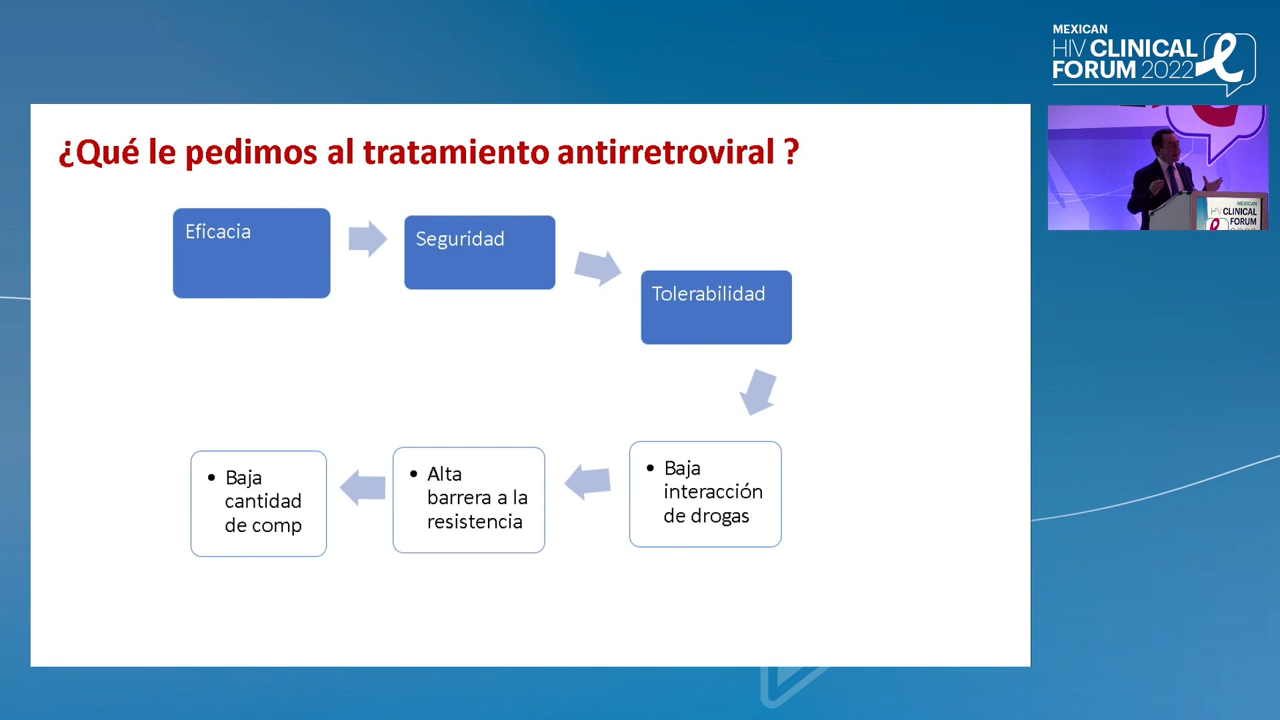 MEXICAN
HIV CLINICAL
FORUM 2022
¿Qué le pedimos al tratamiento antirretroviral ?
Eficacia
Seguridad
Tolerabilidad
• Baja
interacción
de drogas
• Alta
barrera a la
resistencia
• Baja
cantidad
de comp
MEXICAN
HIV CLINICAL
FORUM